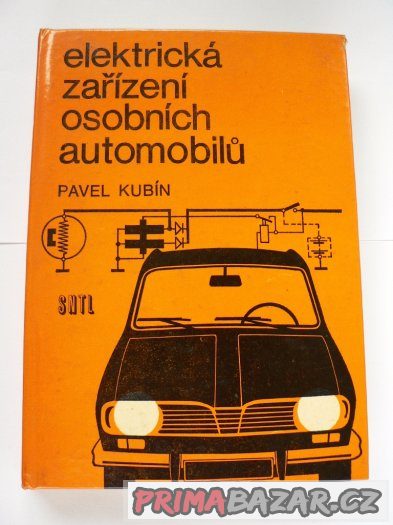 elektrická
zařízení
osobních
automobilů
PAVEL KUBÍN
SNTL
PRIMABAZAR.CZ